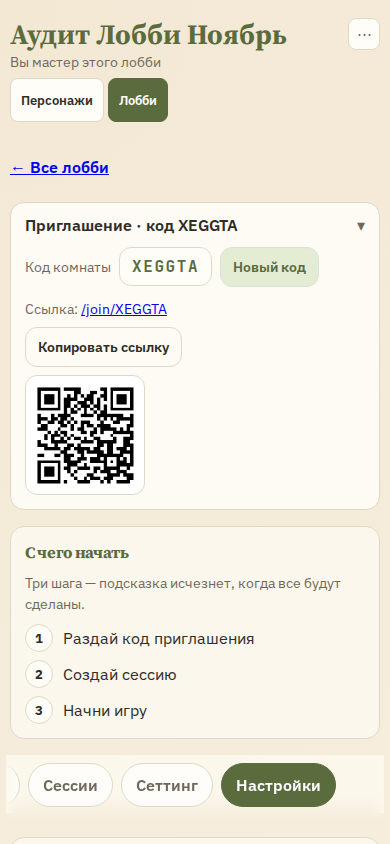 Аудит Лобби Ноябрь
...
Вы мастер этого лобби
Персонажи
Лобби
← Все лобби
Приглашение · код XEGGTA ▼
Код комнаты XEGGTA Новый код
Ссылка: /join/XEGGTA
Копировать ссылку
С чего начать
Три шага — подсказка исчезнет, когда все будут
сделаны.
1 Раздай код приглашения
2 Создай сессию
3 Начни игру
Сессии Сеттинг Настройки